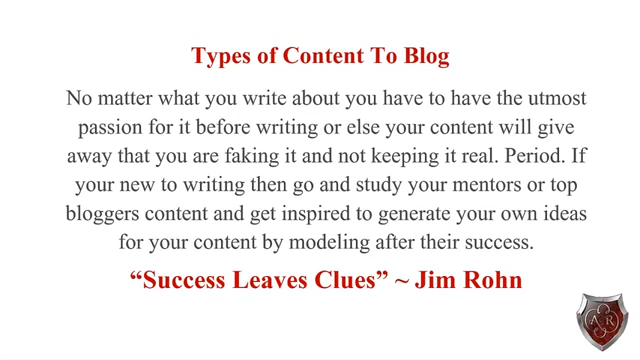 Types of Content To Blog
No matter what you write about you have to have the utmost
passion for it before writing or else your content will give
away that you are faking it and not keeping it real. Period. If
your new to writing then go and study your mentors or top
bloggers content and get inspired to generate your own ideas
for your content by modeling after their success.
“Success Leaves Clues” ~ Jim Rohn
A R